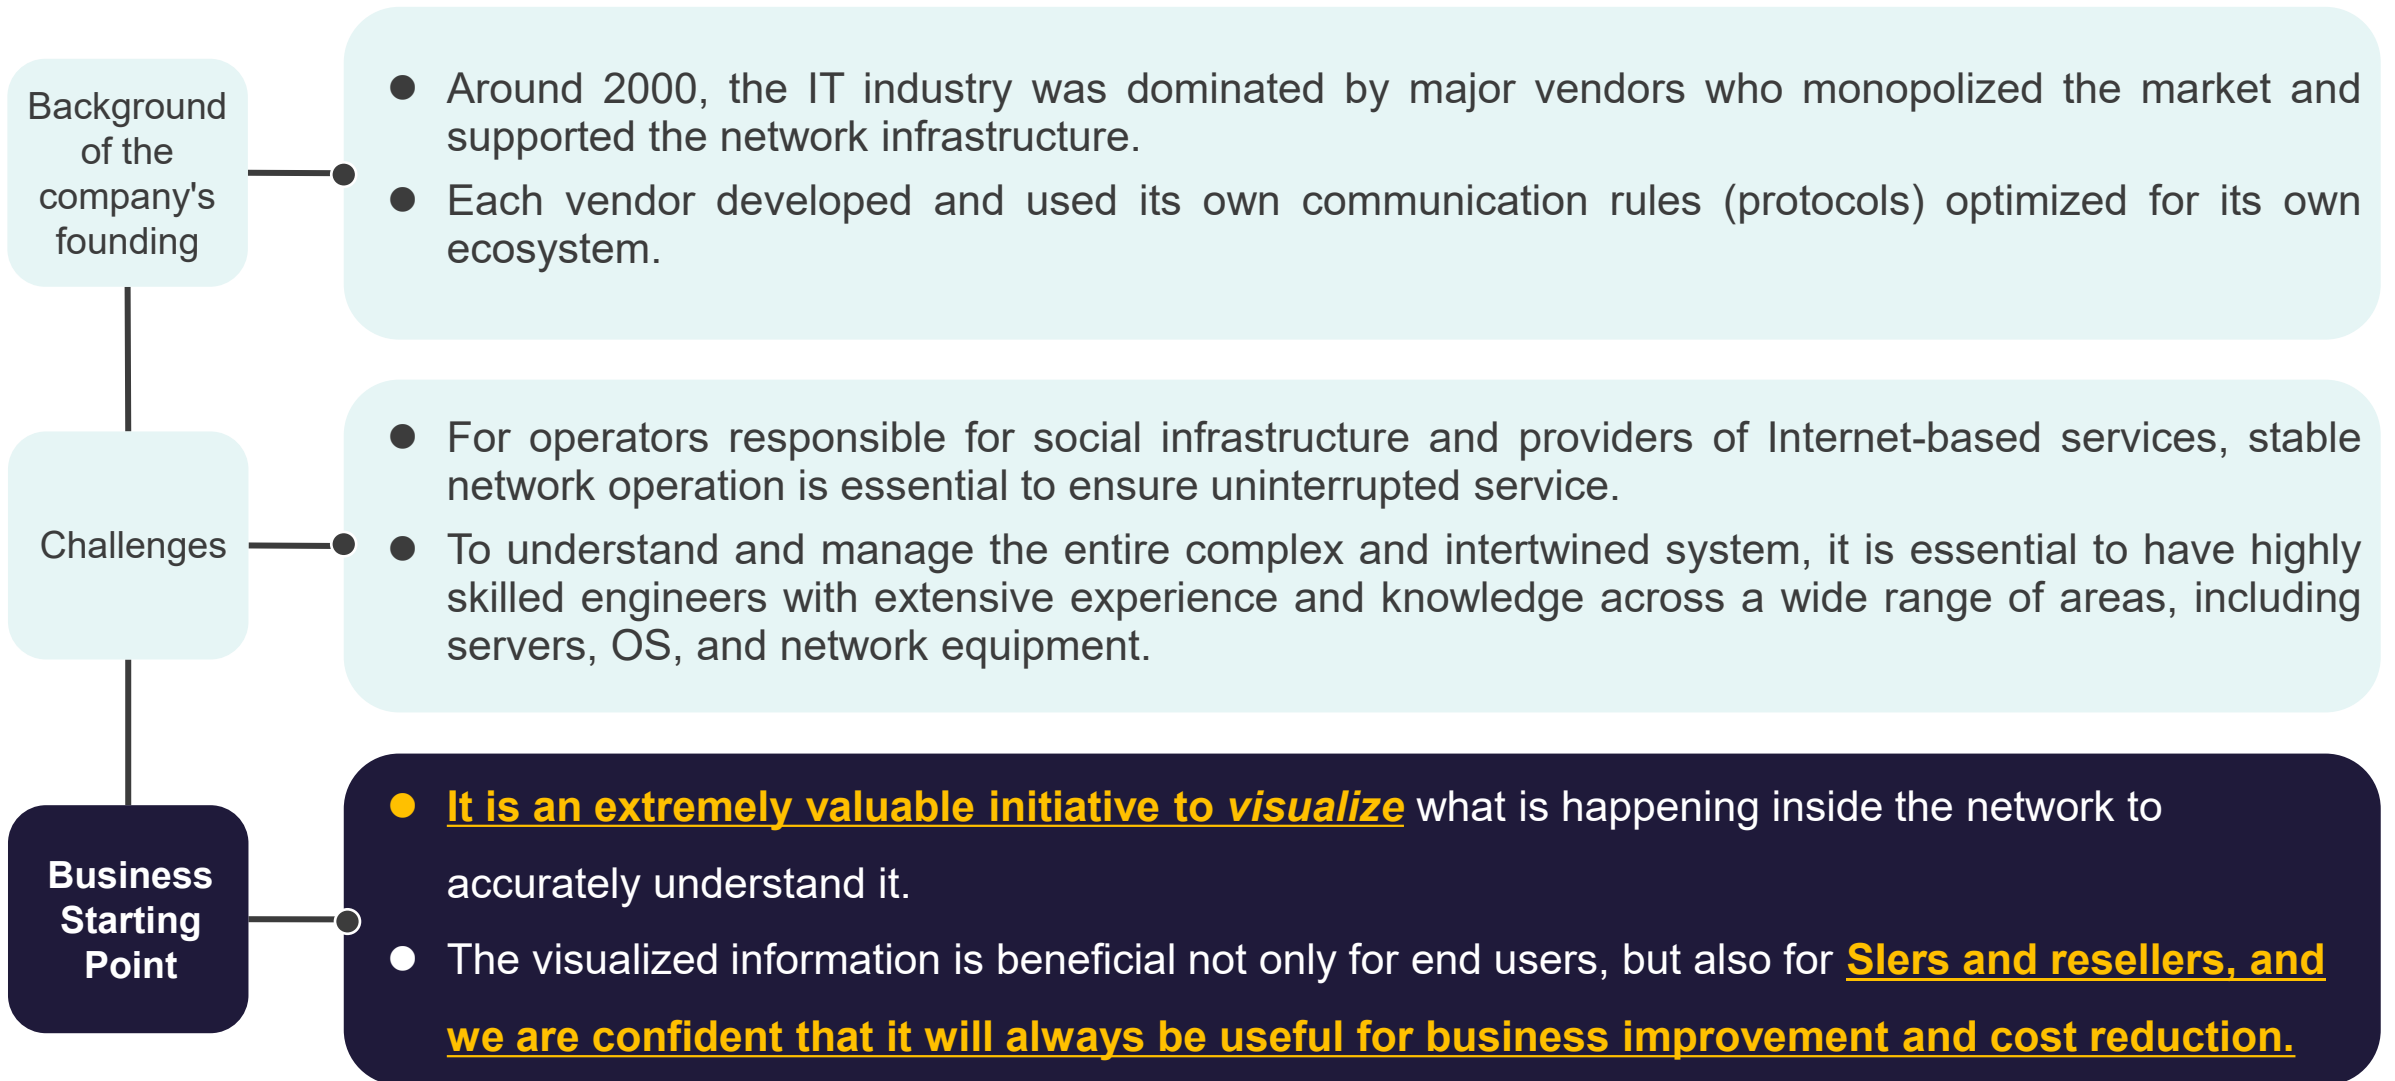 Background
of the
company's
founding
● Around 2000, the IT industry was dominated by major vendors who monopolized the market and
supported the network infrastructure.
● Each vendor developed and used its own communication rules (protocols) optimized for its own
ecosystem.
Challenges
● For operators responsible for social infrastructure and providers of Internet-based services, stable
network operation is essential to ensure uninterrupted service.
● To understand and manage the entire complex and intertwined system, it is essential to have highly
skilled engineers with extensive experience and knowledge across a wide range of areas, including
servers, OS, and network equipment.
Business
Starting
Point
● It is an extremely valuable initiative to visualize what is happening inside the network to
accurately understand it.
● The visualized information is beneficial not only for end users, but also for SIers and resellers, and
we are confident that it will always be useful for business improvement and cost reduction.